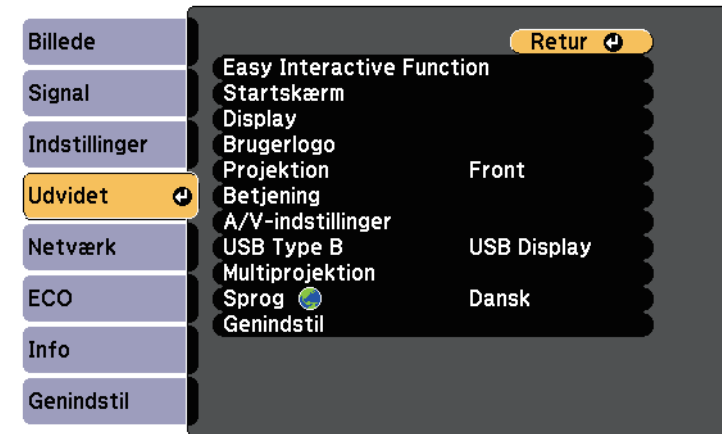 Billede
Signal
Indstillinger
Udvidet
Netværk
ECO
Info
Genindstil
Retur
Easy Interactive Function
Startskærm
Display
Brugerlogo
Projektion Front
Betjening
A/V-indstillinger
USB Type B USB Display
Multiprojektion
Sprog Dansk
Genindstil